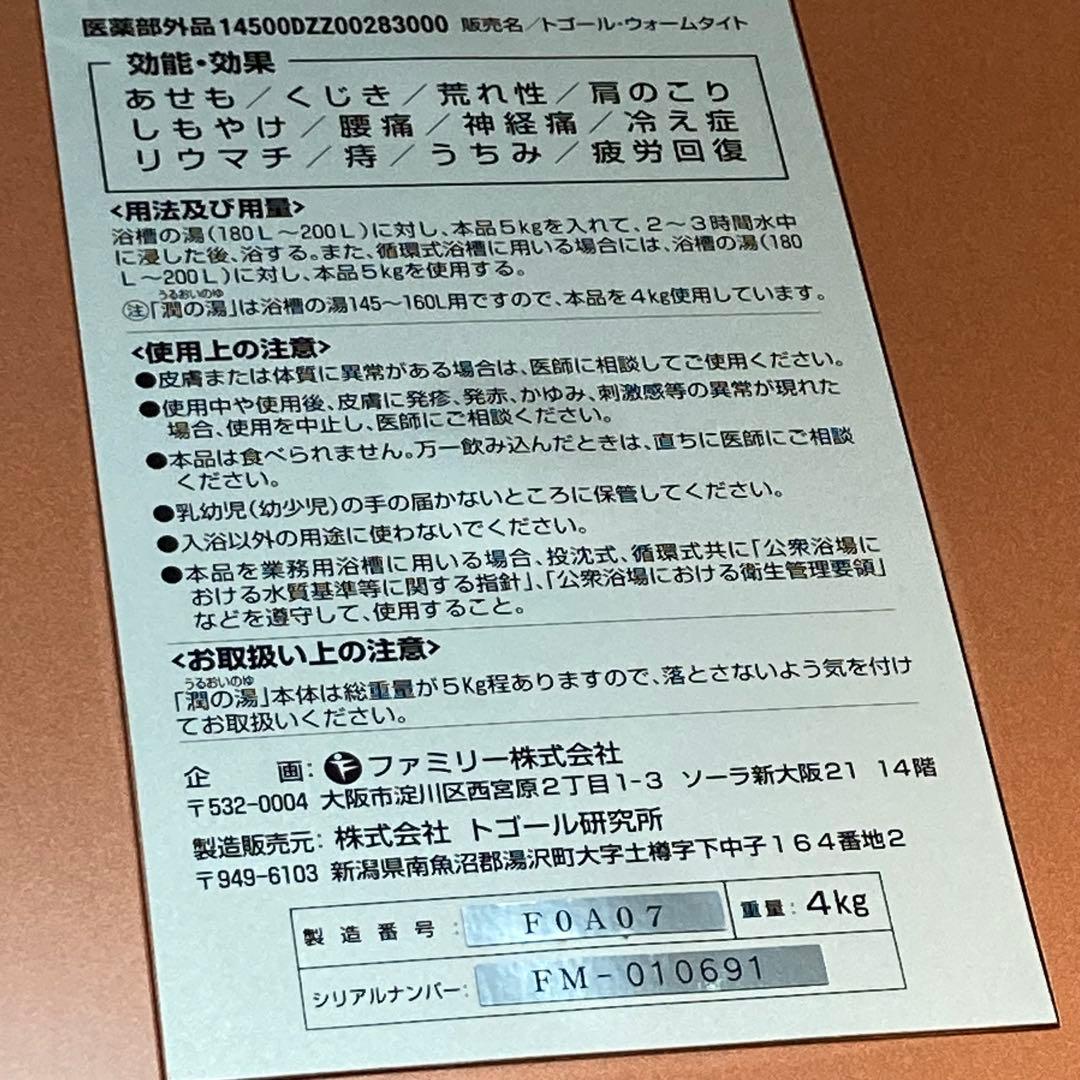 医薬部外品14500DZZ00283000 販売名/トゴール・ウォームタイト
効能・効果
あせも/くじき/荒れ性/肩のこり
しもやけ/腰痛/神経痛/冷え症
リウマチ/痔/うちみ/疲労回復
<用法及び用量>
浴槽の湯(180L～200L)に対し、本品5kgを入れて、2～3時間水中
に浸した後、浴する。また、循環式浴槽に用いる場合には、浴槽の湯(180
L～200L)に対し、本品5kgを使用する。
うるおいのゆ
㊟「潤の湯」は浴槽の湯145～160L用ですので、本品を4kg使用しています。
<使用上の注意>
●皮膚または体質に異常がある場合は、医師に相談してご使用ください。
●使用中や使用後、皮膚に発疹、発赤、かゆみ、刺激感等の異常が現れた
場合、使用を中止し、医師にご相談ください。
●本品は食べられません。万一飲み込んだときは、直ちに医師にご相談
ください。
●乳幼児(幼少児)の手の届かないところに保管してください。
●入浴以外の用途に使わないでください。
●本品を業務用浴槽に用いる場合、投沈式、循環式共に「公衆浴場に
おける水質基準等に関する指針」、「公衆浴場における衛生管理要領」
などを遵守して、使用すること。
<お取扱い上の注意>
うるおいのゆ
「潤の湯」本体は総重量が5Kg程ありますので、落とさないよう気を付け
てお取扱いください。
企画: ファミリー株式会社
〒532-0004 大阪市淀川区西宮原2丁目1-3 ソーラ新大阪21 14階
製造販売元: 株式会社 トゴール研究所
〒949-6103 新潟県南魚沼郡湯沢町大字土樽字下中子164番地2
製造番号: F0A07 重量: 4kg
シリアルナンバー: FM-010691